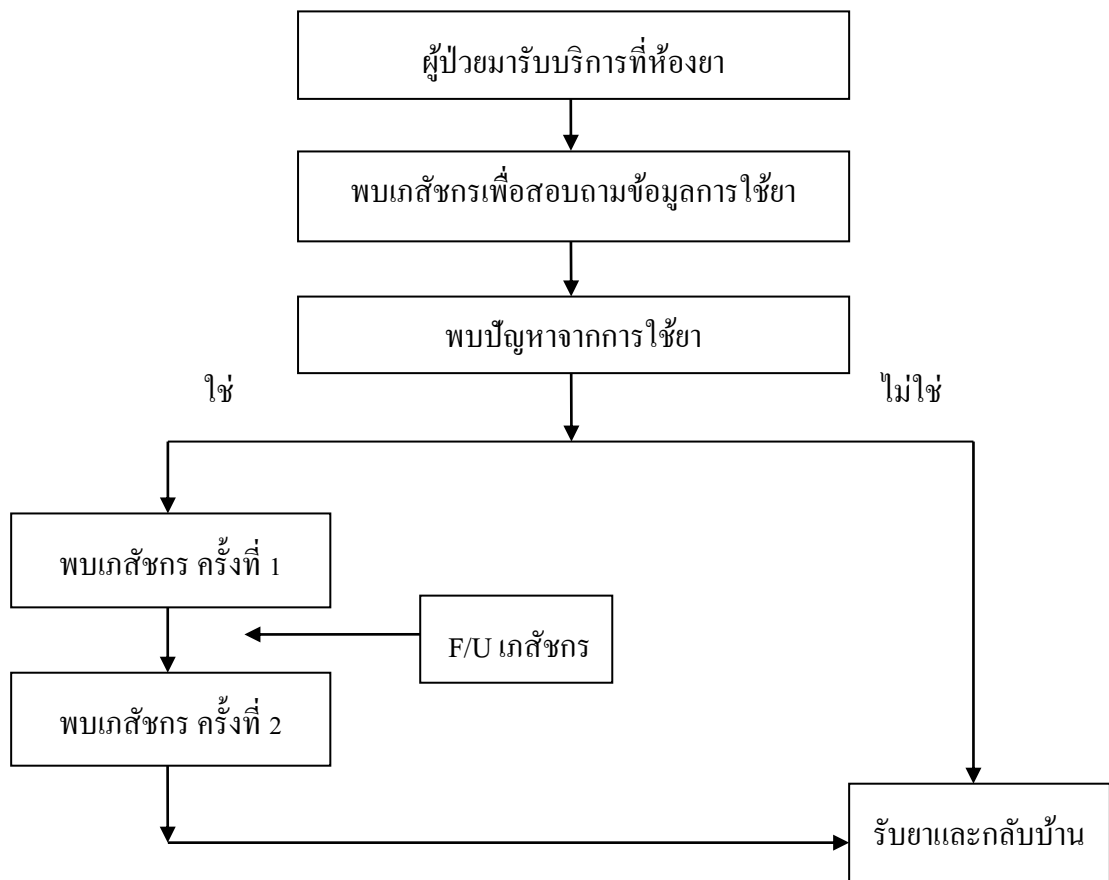 ผู้ป่วยมารับบริการที่ห้องยา
พบเภสัชกรเพื่อสอบถามข้อมูลการใช้ยา
พบปัญหาจากการใช้ยา
ใช่
ไม่ใช่
พบเภสัชกร ครั้งที่ 1
F/U เภสัชกร
พบเภสัชกร ครั้งที่ 2
รับยาและกลับบ้าน